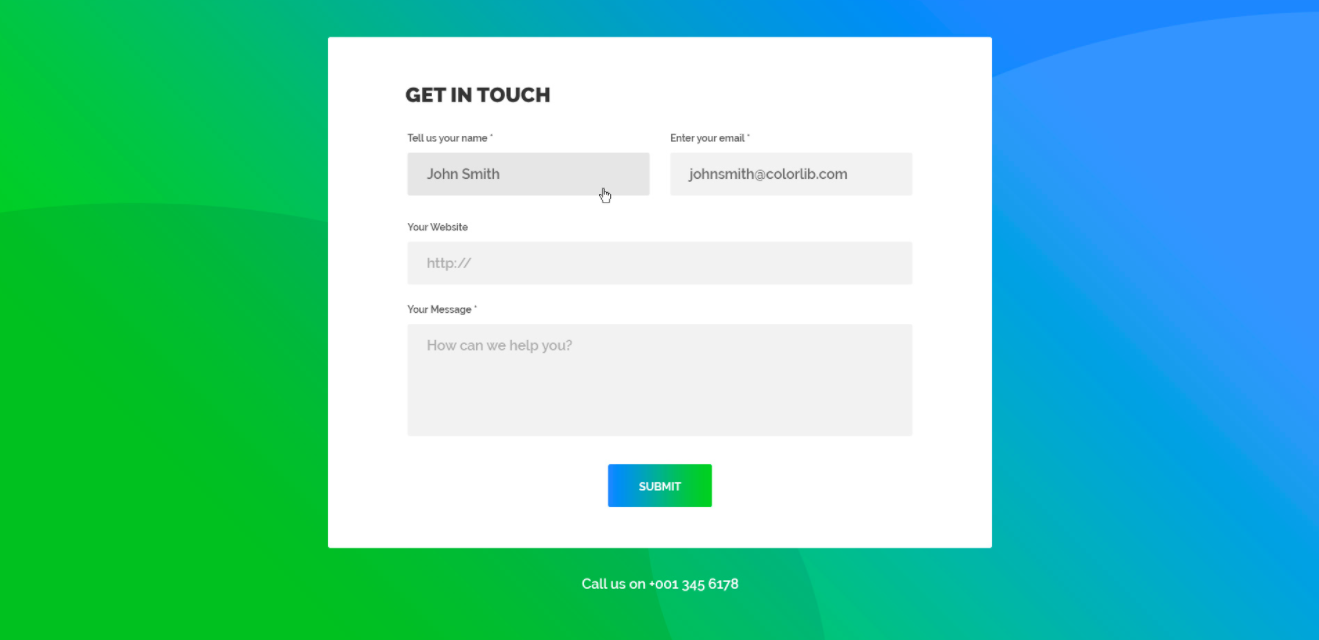 GET IN TOUCH
Tell us your name *
Enter your email *
John Smith
johnsmith@colorlib.com
Your Website
http://
Your Message *
How can we help you?
SUBMIT
Call us on +001 345 6178